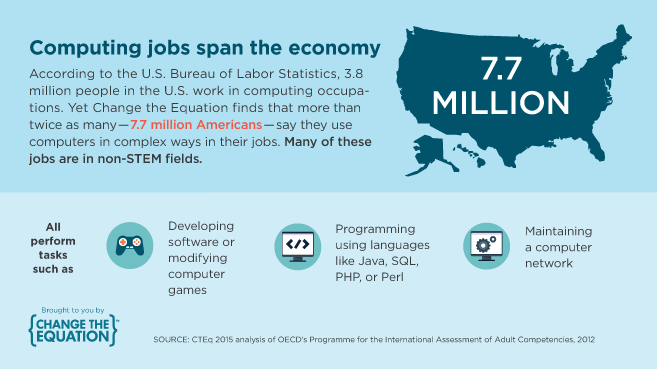 Computing jobs span the economy
According to the U.S. Bureau of Labor Statistics, 3.8
million people in the U.S. work in computing occupa-
tions. Yet Change the Equation finds that more than
twice as many—7.7 million Americans—say they use
computers in complex ways in their jobs. Many of these
jobs are in non-STEM fields.
7.7
MILLION
All
perform
tasks
such as
Developing
software or
modifying
computer
games
</>
Programming
using languages
like Java, SQL,
PHP, or Perl
Maintaining
a computer
network
Brought to you by
CHANGE THE
EQUATION™
SOURCE: CTEq 2015 analysis of OECD's Programme for the International Assessment of Adult Competencies, 2012